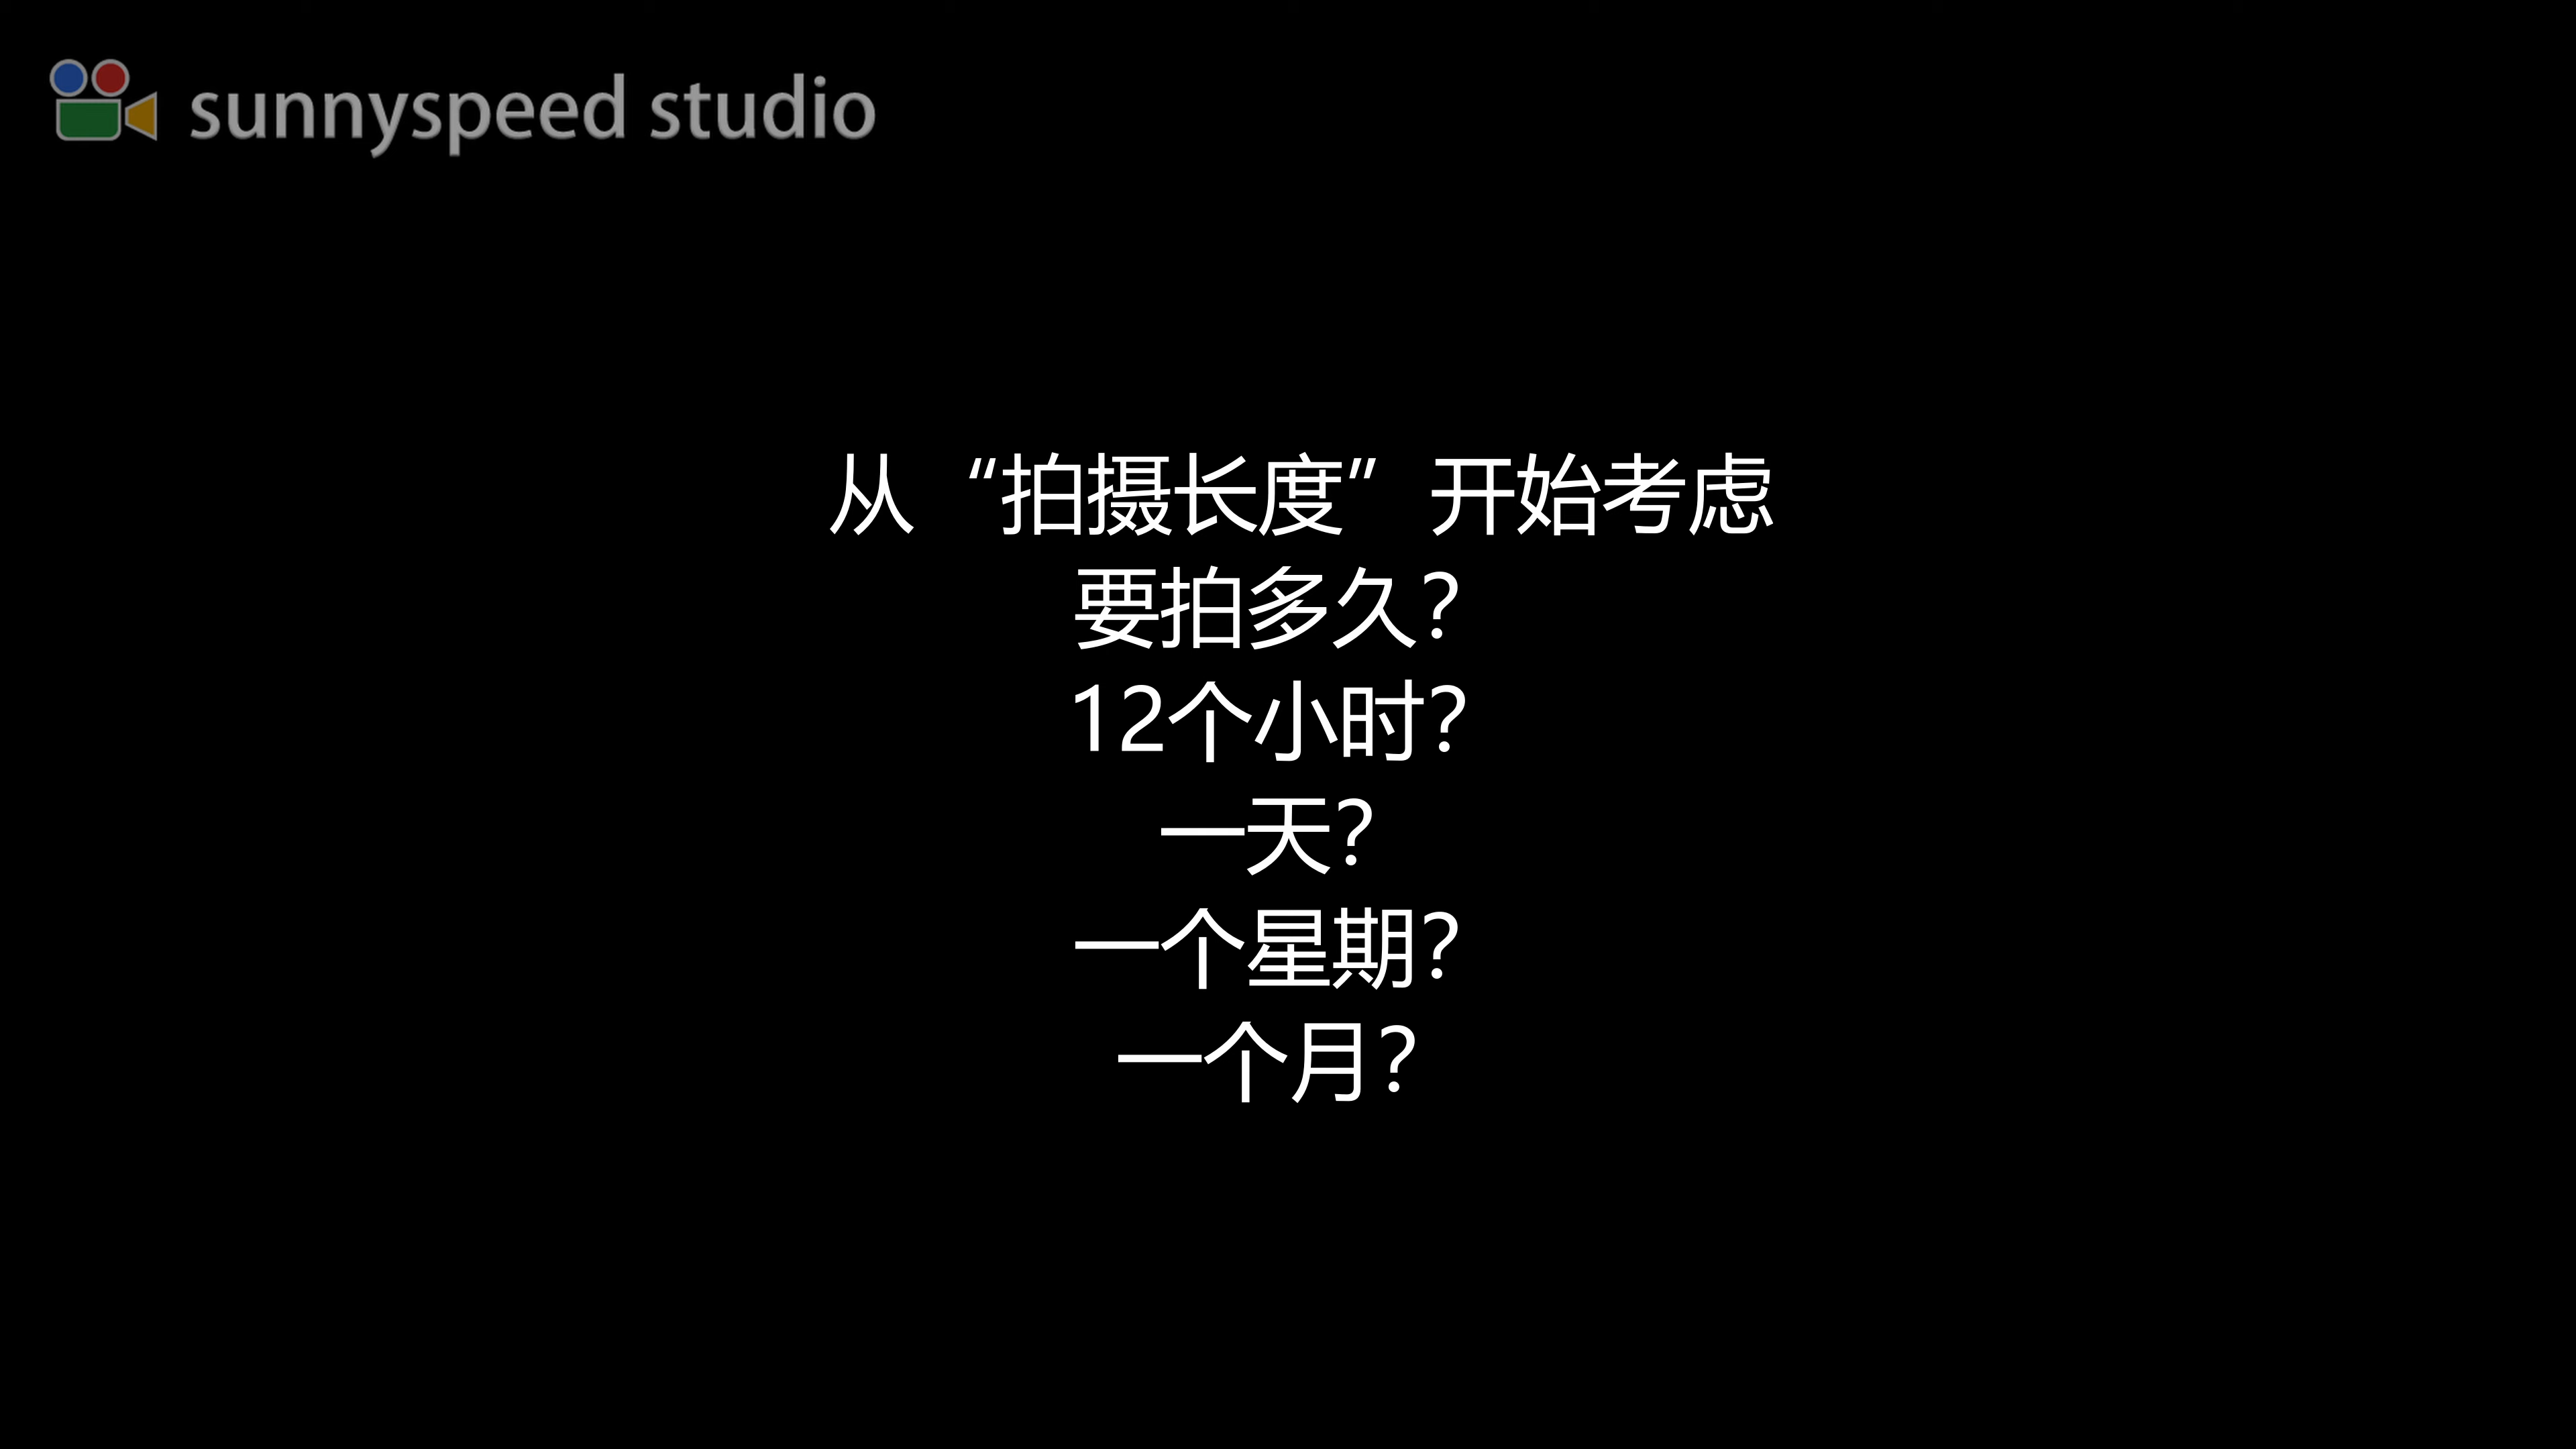 sunnyspeed studio
从“拍摄长度”开始考虑
要拍多久？
12个小时？
一天？
一个星期？
一个月？